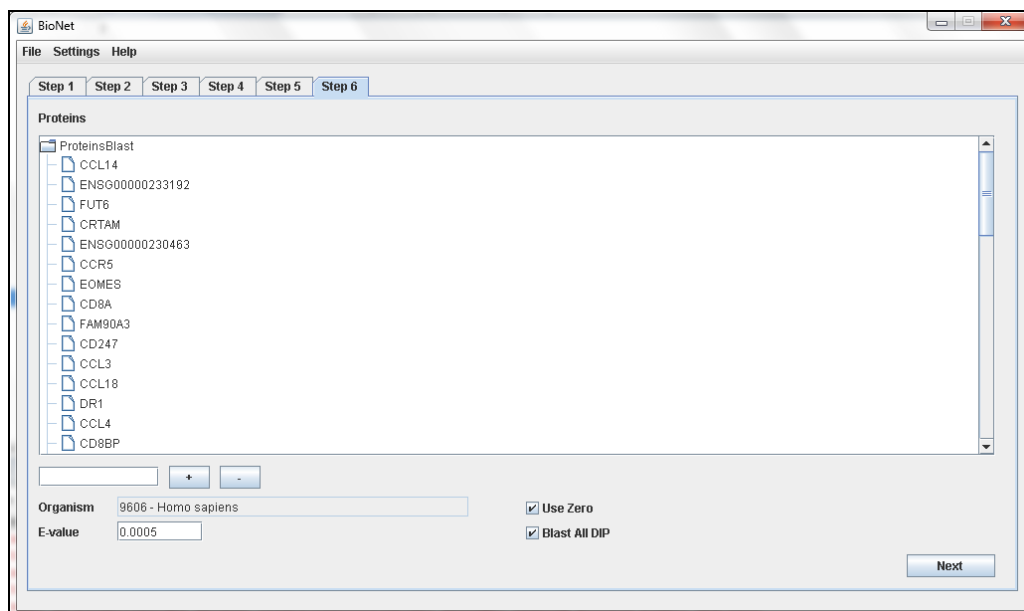 BioNet
File Settings Help
Step 1 Step 2 Step 3 Step 4 Step 5 Step 6
Proteins
ProteinsBlast
CCL14
ENSG00000233192
FUT6
CRTAM
ENSG00000230463
CCR5
EOMES
CD8A
FAM90A3
CD247
CCL3
CCL18
DR1
CCL4
CD8BP
+ -
Organism 9606 - Homo sapiens Use Zero
E-value 0.0005 Blast All DIP
Next